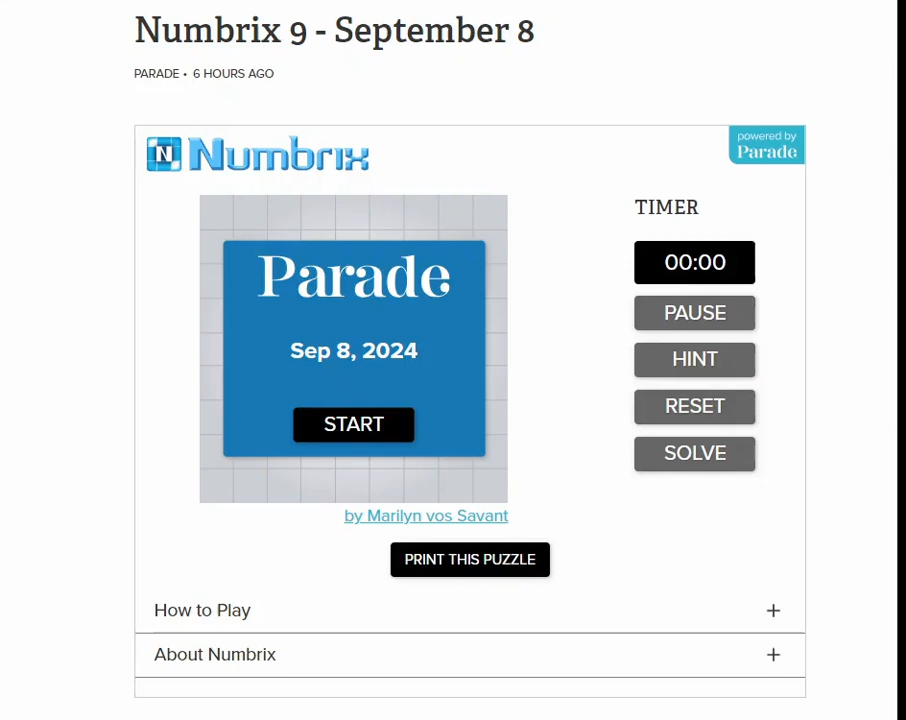 Numbrix 9 - September 8
PARADE • 6 HOURS AGO
N Numbrix
powered by
Parade
Parade
Sep 8, 2024
START
TIMER
00:00
PAUSE
HINT
RESET
SOLVE
by Marilyn vos Savant
PRINT THIS PUZZLE
How to Play +
About Numbrix +